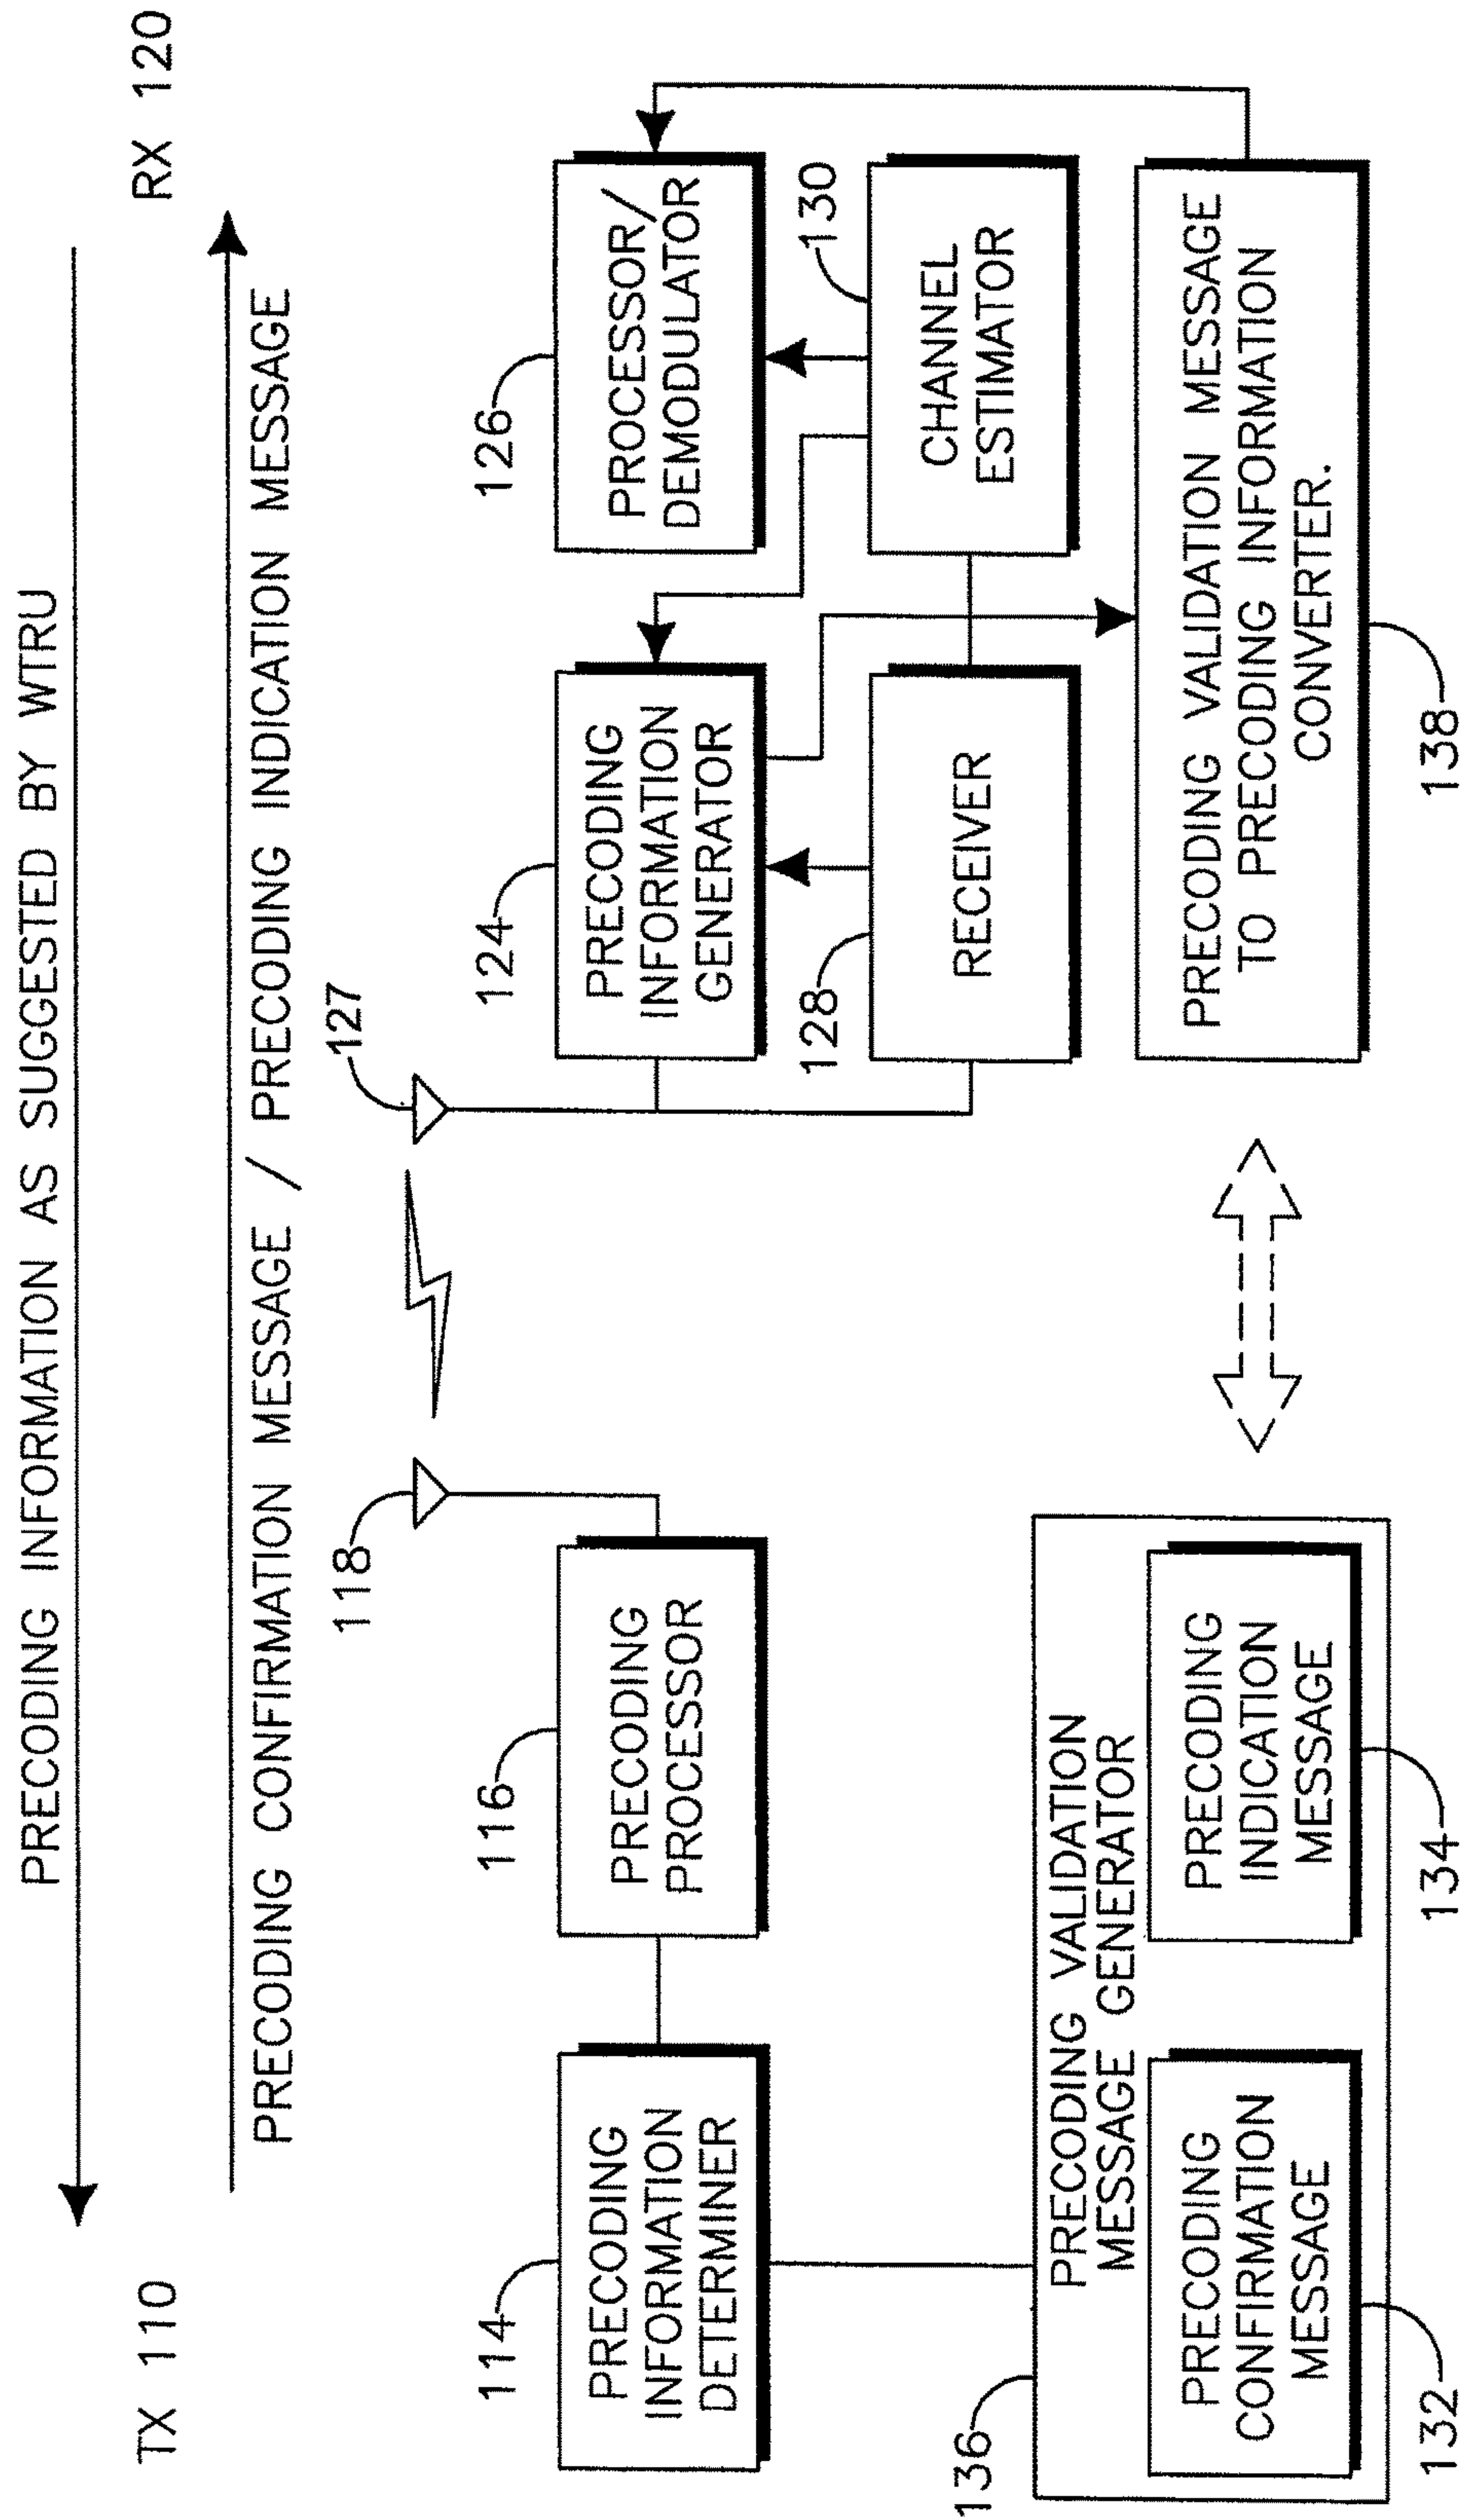 PRECODING INFORMATION AS SUGGESTED BY WTRU
TX 110
RX 120
PRECODING CONFIRMATION MESSAGE / PRECODING INDICATION MESSAGE
118
127
114
PRECODING
INFORMATION
DETERMINER
116
PRECODING
PROCESSOR
124
PRECODING
INFORMATION
GENERATOR
126
PROCESSOR/
DEMODULATOR
128
RECEIVER
130
CHANNEL
ESTIMATOR
136
PRECODING VALIDATION
MESSAGE GENERATOR
PRECODING
CONFIRMATION
MESSAGE
132
PRECODING
INDICATION
MESSAGE
134
PRECODING VALIDATION MESSAGE
TO PRECODING INFORMATION
CONVERTER.
138